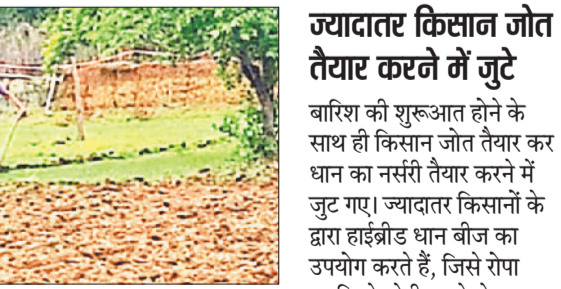 ज्यादातर किसान जोत
तैयार करने में जुटे
बारिश की शुरूआत होने के
साथ ही किसान जोत तैयार कर
धान का नर्सरी तैयार करने में
जुट गए। ज्यादातर किसानों के
द्वारा हाईब्रीड धान बीज का
उपयोग करते हैं, जिसे रोपा